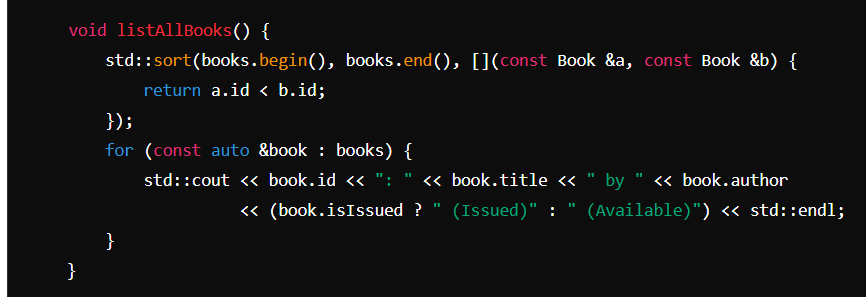 void listAllBooks() {
    std::sort(books.begin(), books.end(), [](const Book &a, const Book &b) {
        return a.id < b.id;
    });
    for (const auto &book : books) {
        std::cout << book.id << ": " << book.title << " by " << book.author
                  << (book.isIssued ? " (Issued)" : " (Available)") << std::endl;
    }
}